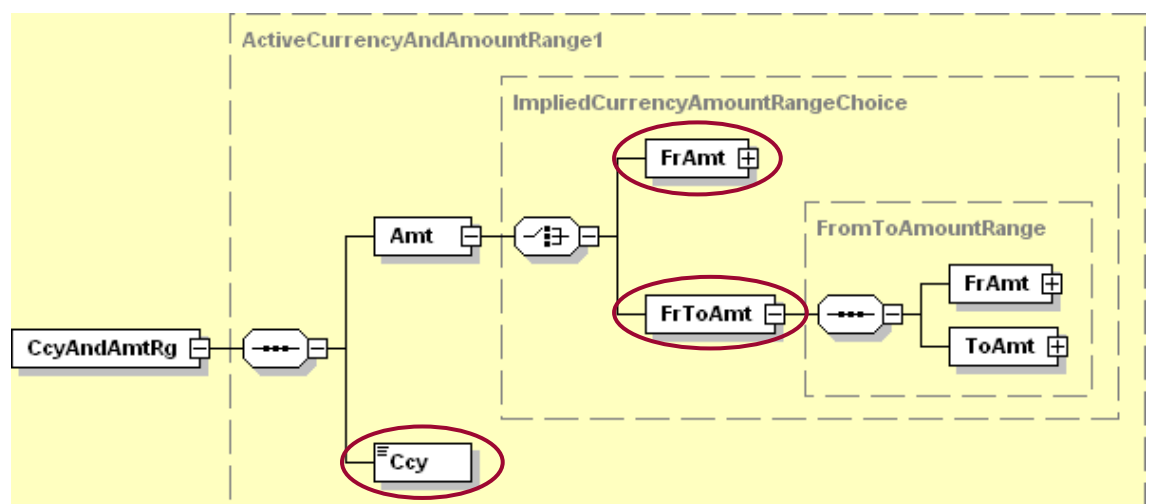 ActiveCurrencyAndAmountRange1
ImpliedCurrencyAmountRangeChoice
FrAmt
FromToAmountRange
Amt
FrAmt
FrToAmt
ToAmt
CcyAndAmtRg
Ccy